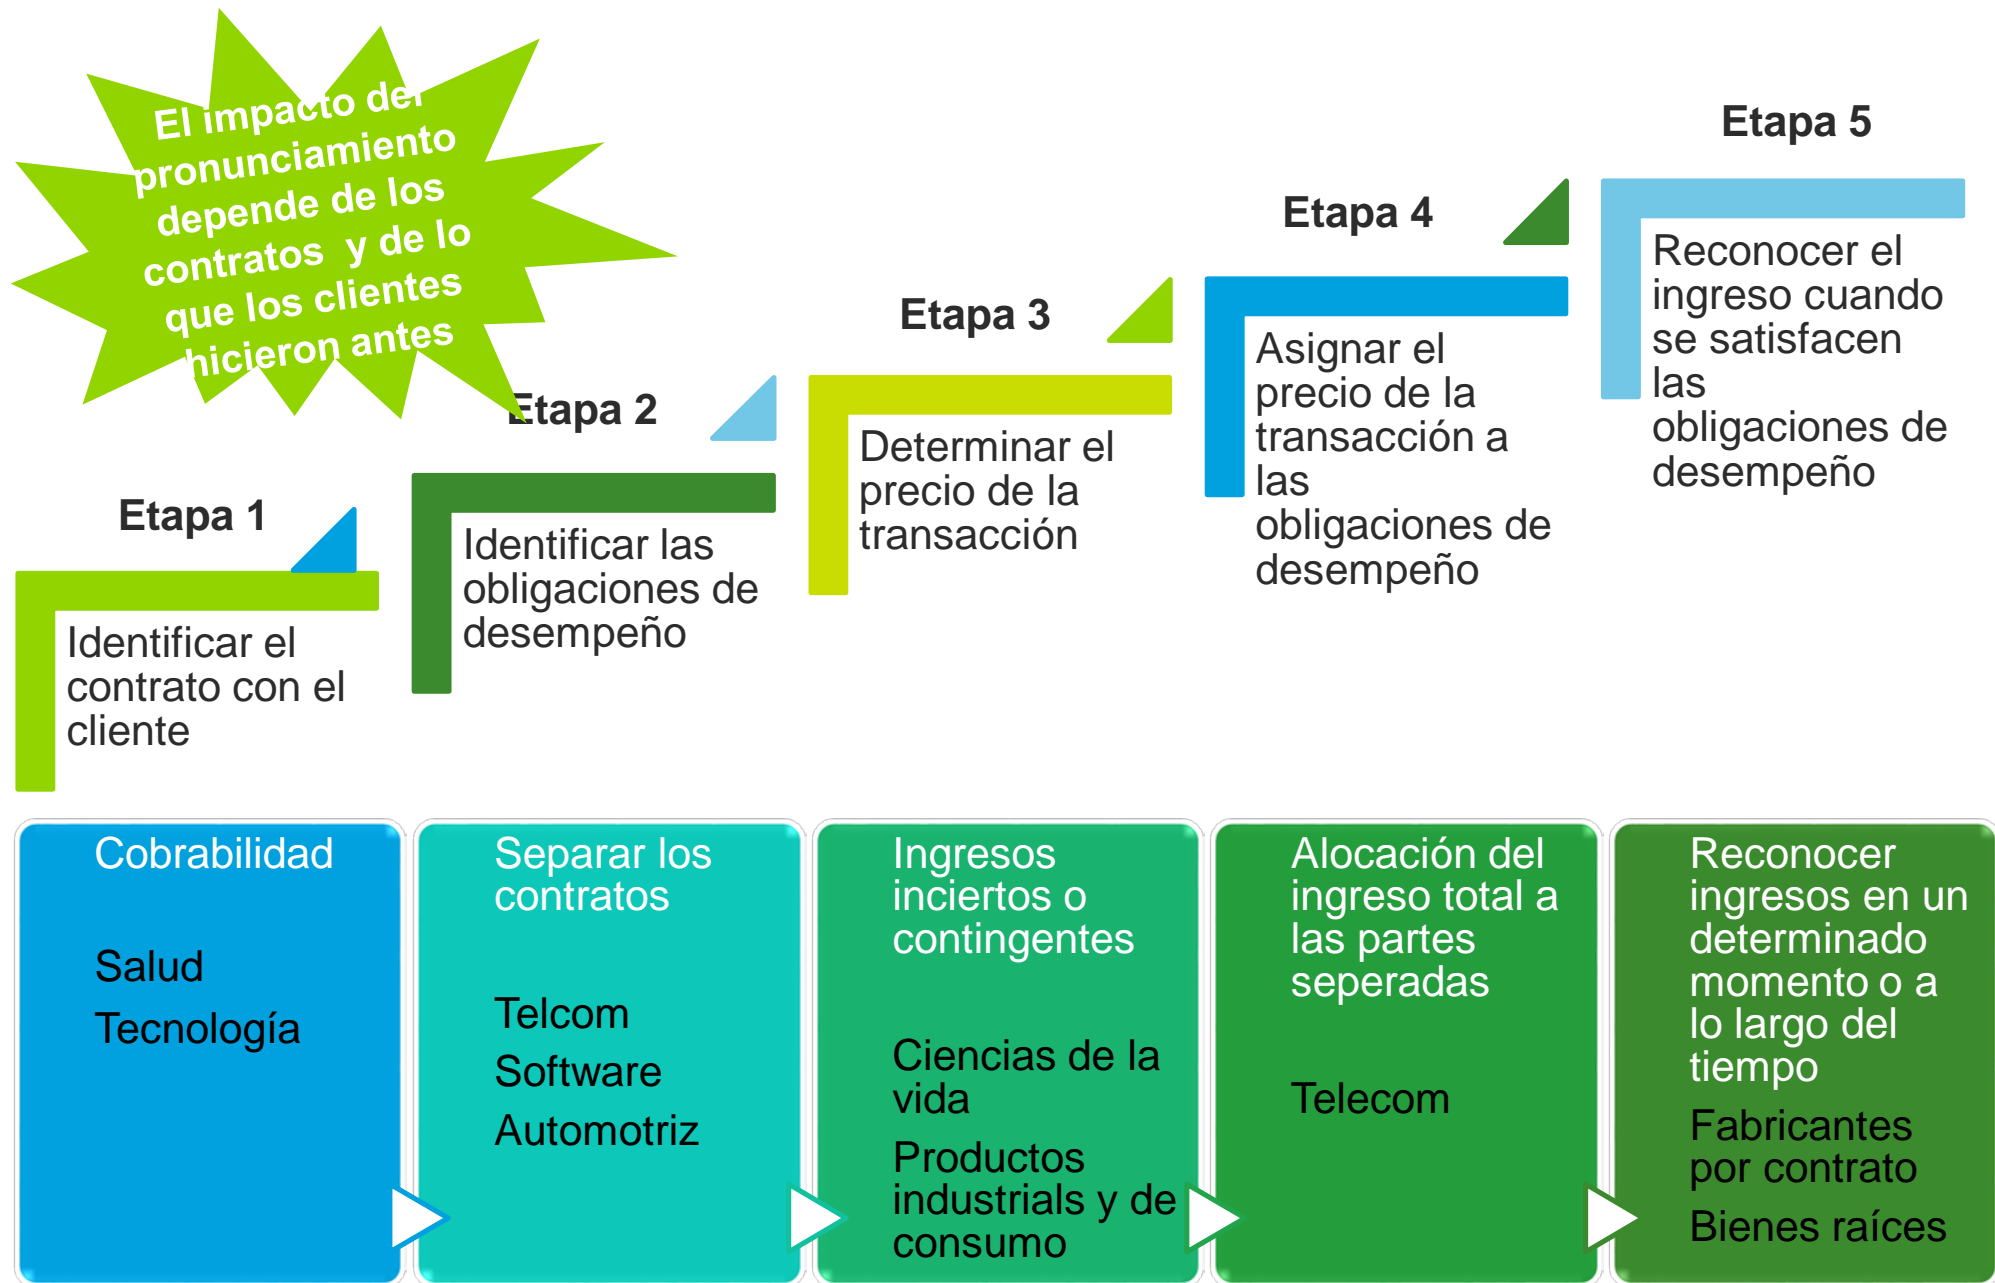 El impacto del
pronunciamiento
depende de los
contratos y de lo
que los clientes
hicieron antes
Etapa 1
Identificar el
contrato con el
cliente
Etapa 2
Identificar las
obligaciones de
desempeño
Etapa 3
Determinar el
precio de la
transacción
Etapa 4
Asignar el
precio de la
transacción a
las
obligaciones de
desempeño
Etapa 5
Reconocer el
ingreso cuando
se satisfacen
las
obligaciones de
desempeño
Cobrabilidad
Salud
Tecnología
Separar los
contratos
Telcom
Software
Automotriz
Ingresos
inciertos o
contingentes
Ciencias de la
vida
Productos
industrials y de
consumo
Alocación del
ingreso total a
las partes
seperadas
Telecom
Reconocer
ingresos en un
determinado
momento o a
lo largo del
tiempo
Fabricantes
por contrato
Bienes raíces